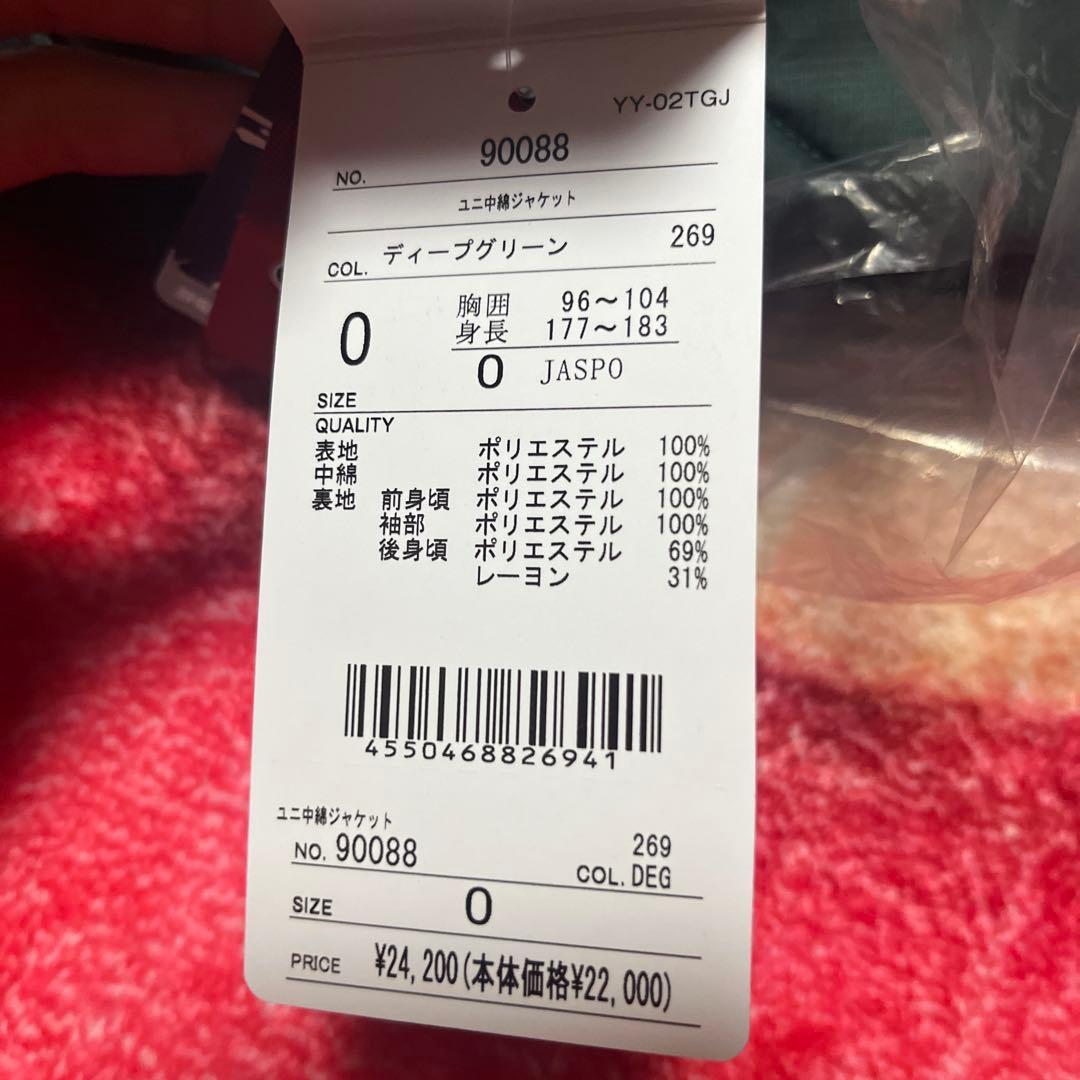 YY-02TGJ
NO. 90088
ユニ中綿ジャケット
COL. ディープグリーン 269
0 胸囲 96～104
身長 177～183
SIZE O JASPO
QUALITY
表地 ポリエステル 100%
中綿 ポリエステル 100%
裏地 前身頃 ポリエステル 100%
袖部 ポリエステル 100%
後身頃 ポリエステル 69%
レーヨン 31%
4550468826941
ユニ中綿ジャケット
NO. 90088 269
COL. DEG
SIZE O
PRICE ¥24,200(本体価格¥22,000)